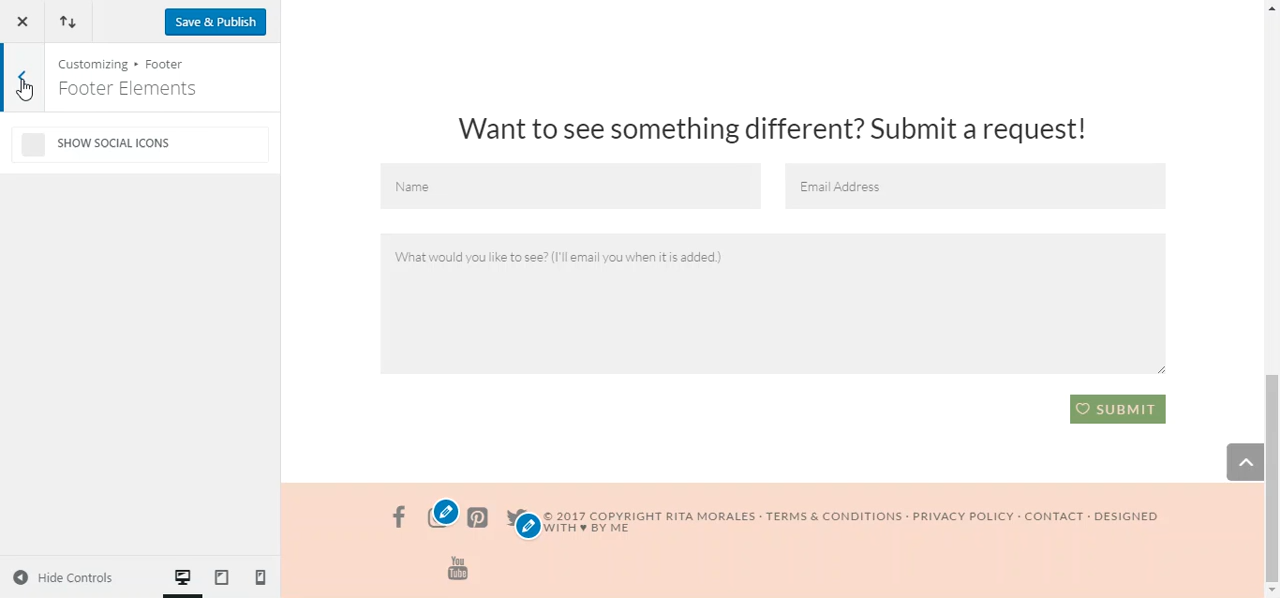 Save & Publish
Customizing ▸ Footer
Footer Elements
SHOW SOCIAL ICONS
Want to see something different? Submit a request!
Name
Email Address
What would you like to see? (I'll email you when it is added.)
SUBMIT
© 2017 COPYRIGHT RITA MORALES · TERMS & CONDITIONS · PRIVACY POLICY · CONTACT · DESIGNED
WITH ♥ BY ME
You
Tube
Hide Controls